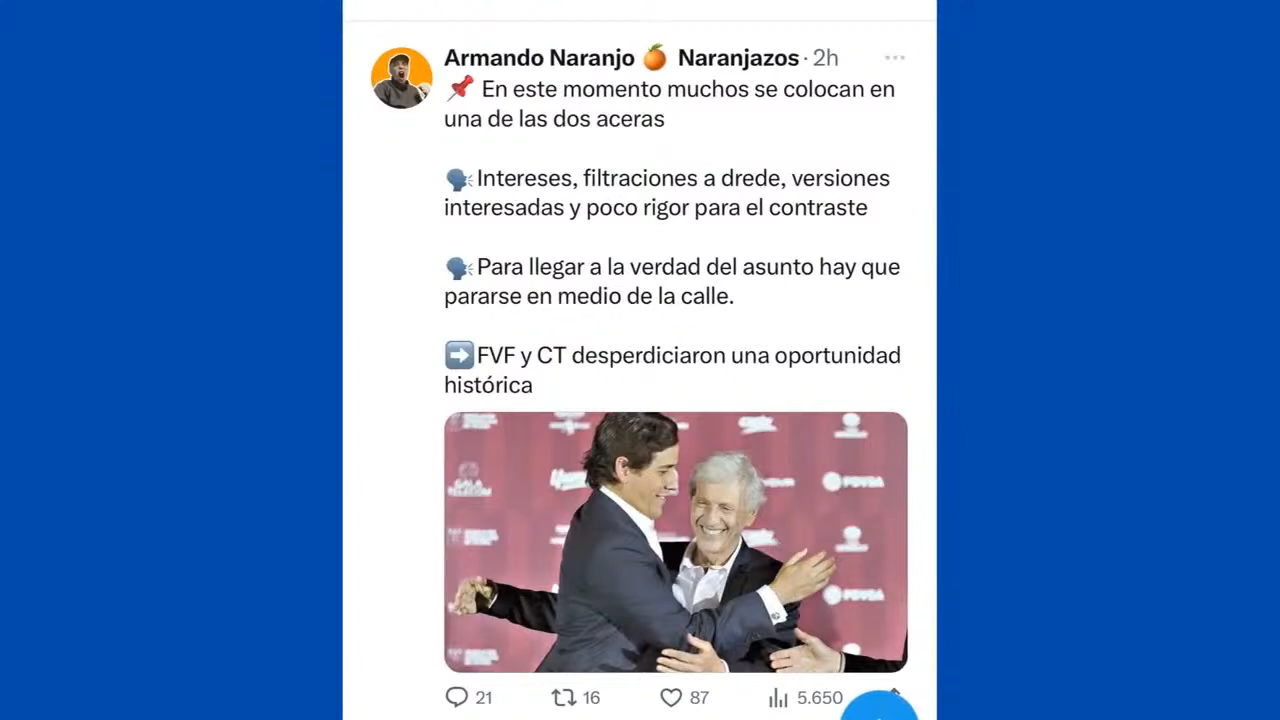 Armando Naranjo 🍊 Naranjazos · 2h
📌 En este momento muchos se colocan en
una de las dos aceras
🗣️Intereses, filtraciones a drede, versiones
interesadas y poco rigor para el contraste
🗣️Para llegar a la verdad del asunto hay que
pararse en medio de la calle.
➡️FVF y CT desperdiciaron una oportunidad
histórica
PDVSA
PDVSA
21 16 87 5.650